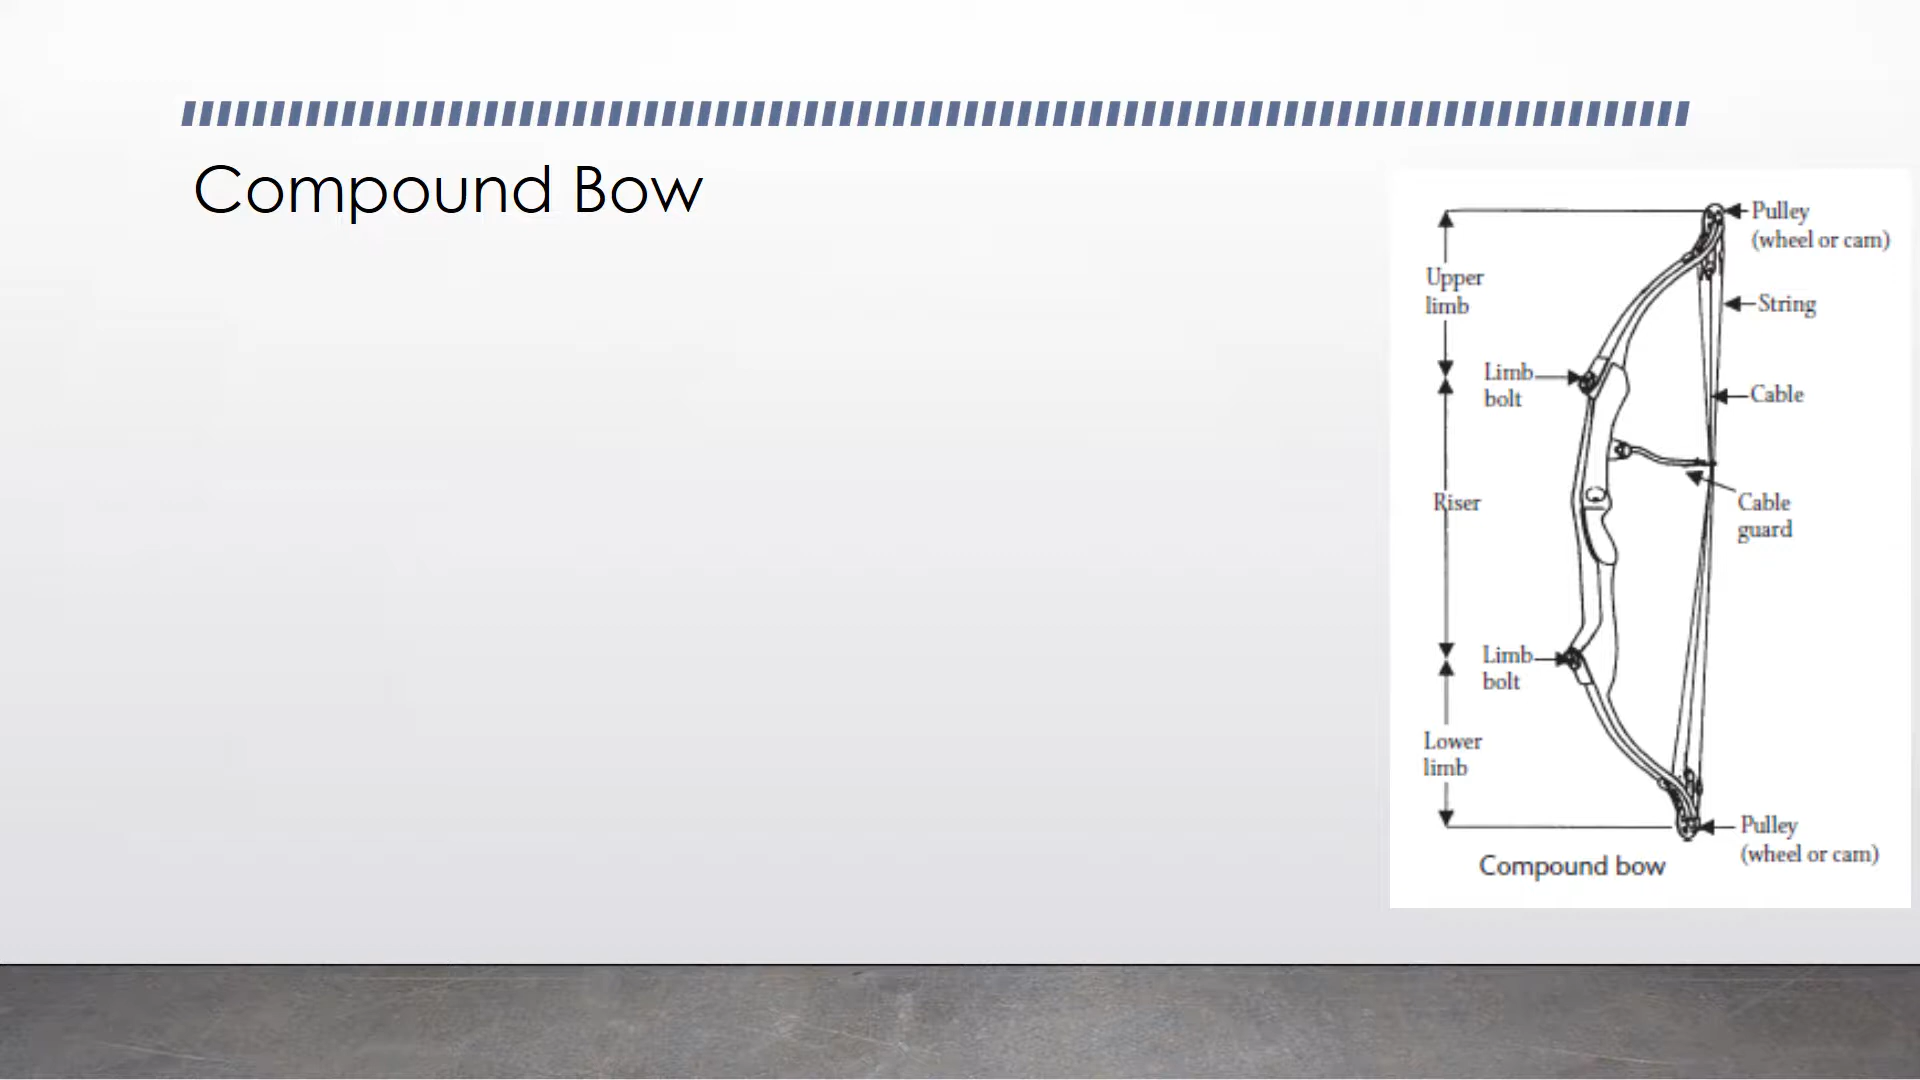 Compound Bow
Pulley
(wheel or cam)
Upper
limb
String
Limb
bolt
Cable
Riser
Cable
guard
Limb
bolt
Lower
limb
Pulley
(wheel or cam)
Compound bow